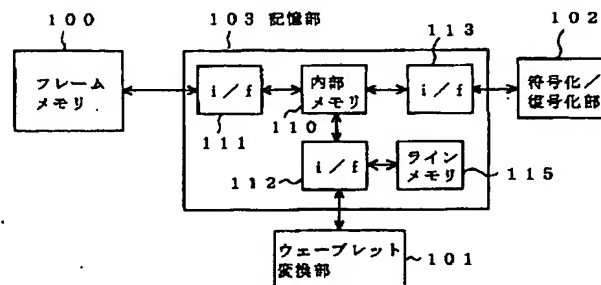 100
103 記憶部
113
102
フレーム
メモリ
i/f
内部
メモリ
i/f
符号化/
復号化部
111
110
i/f
ライン
メモリ
112
115
ウェーブレット
変換部
101